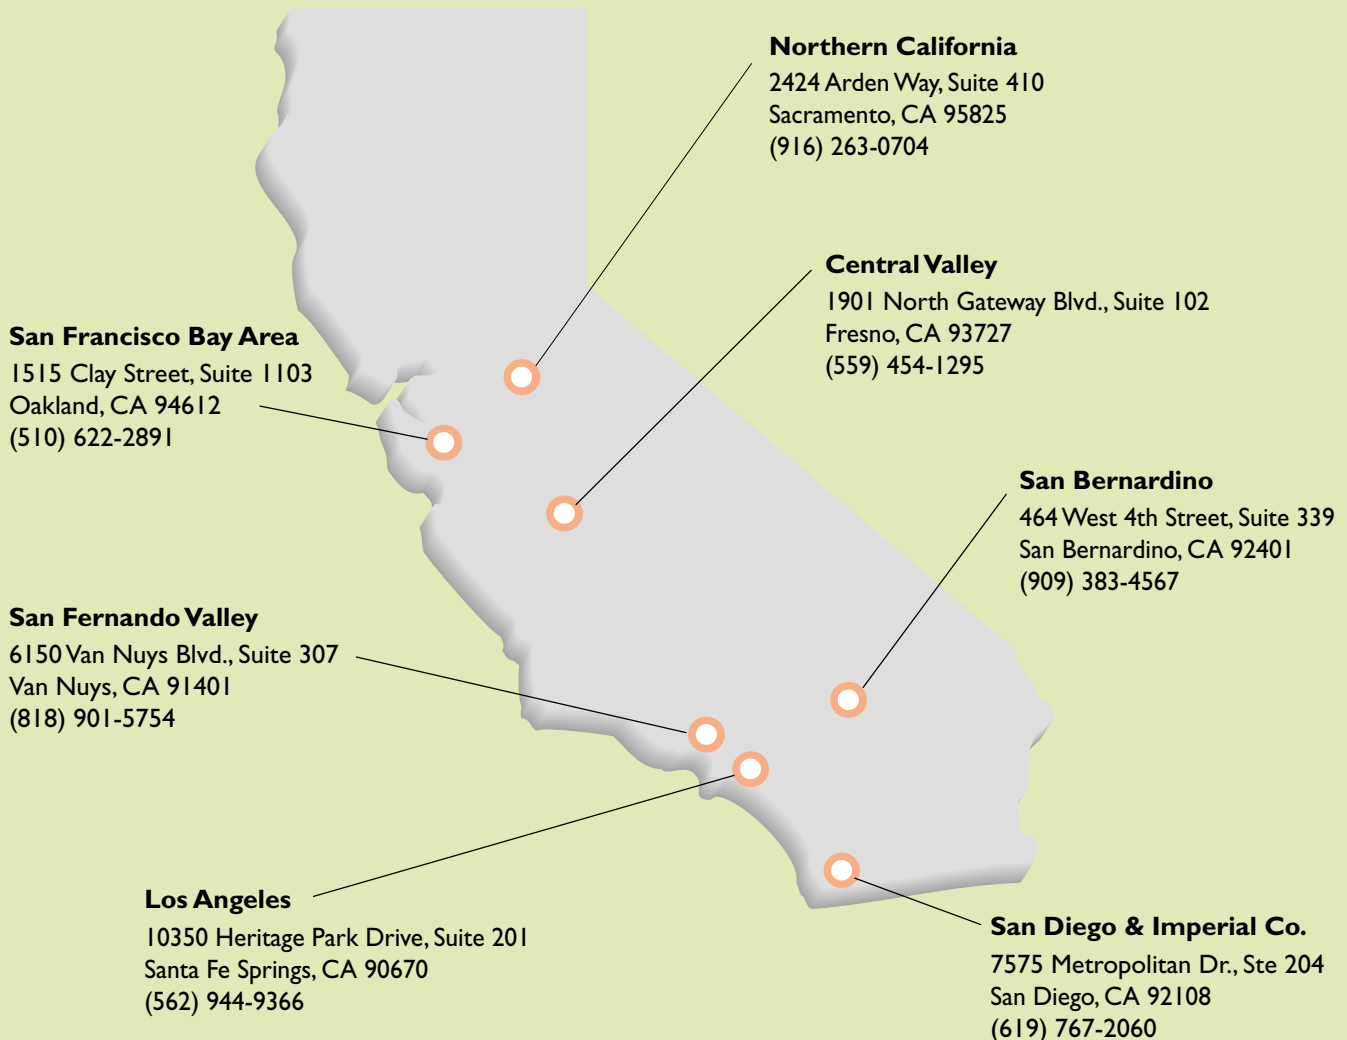 Northern California
2424 Arden Way, Suite 410
Sacramento, CA 95825
(916) 263-0704
Central Valley
1901 North Gateway Blvd., Suite 102
Fresno, CA 93727
(559) 454-1295
San Francisco Bay Area
1515 Clay Street, Suite 1103
Oakland, CA 94612
(510) 622-2891
San Bernardino
464 West 4th Street, Suite 339
San Bernardino, CA 92401
(909) 383-4567
San Fernando Valley
6150 Van Nuys Blvd., Suite 307
Van Nuys, CA 91401
(818) 901-5754
Los Angeles
10350 Heritage Park Drive, Suite 201
Santa Fe Springs, CA 90670
(562) 944-9366
San Diego & Imperial Co.
7575 Metropolitan Dr., Ste 204
San Diego, CA 92108
(619) 767-2060